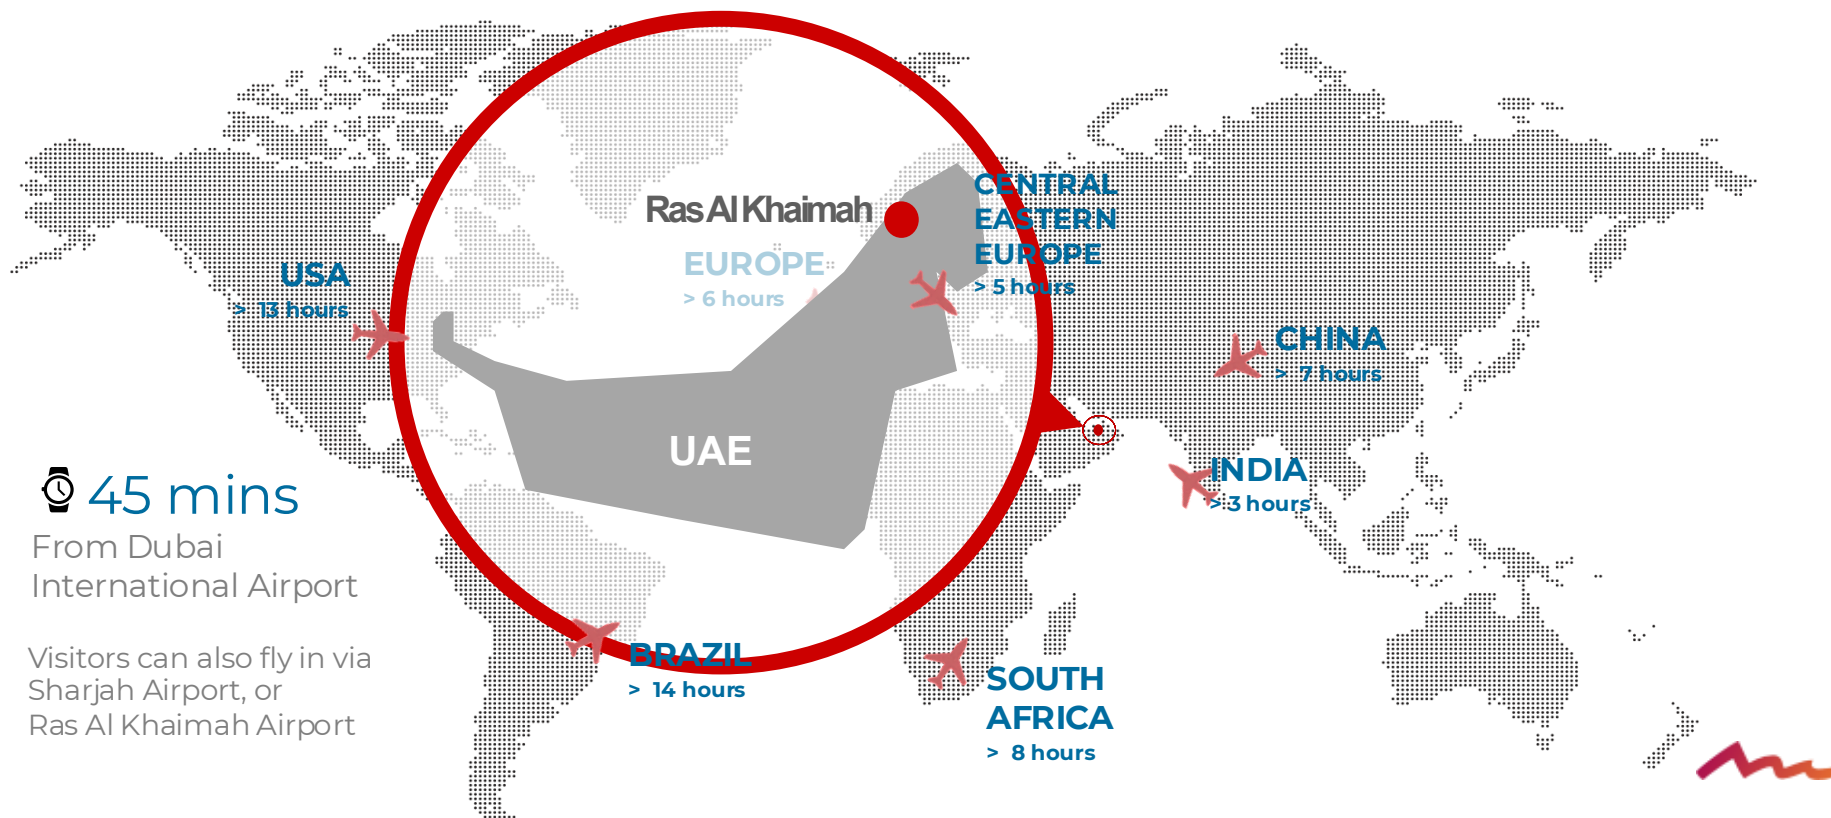 Ras Al Khaimah
CENTRAL
EASTERN
EUROPE
> 5 hours
EUROPE
> 6 hours
USA
> 13 hours
CHINA
> 7 hours
UAE
INDIA
> 3 hours
45 mins
From Dubai
International Airport
Visitors can also fly in via
Sharjah Airport, or
Ras Al Khaimah Airport
BRAZIL
> 14 hours
SOUTH
AFRICA
> 8 hours